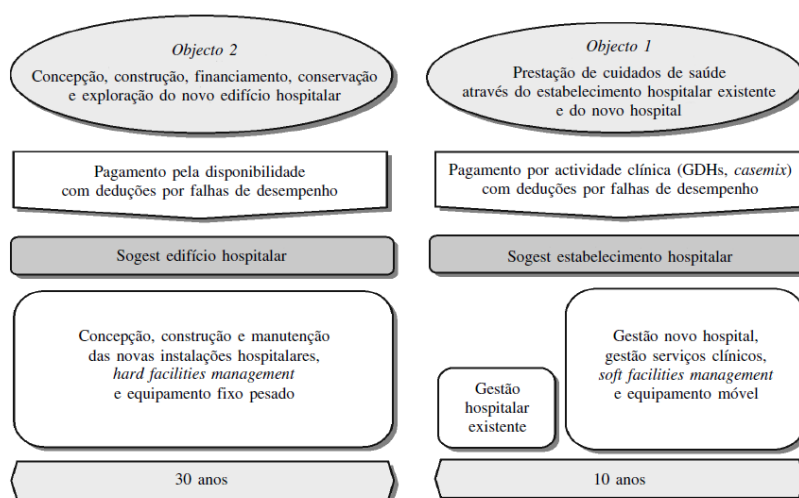 Objecto 2
Concepção, construção, financiamento, conservação
e exploração do novo edifício hospitalar
Pagamento pela disponibilidade
com deduções por falhas de desempenho
Sogest edifício hospitalar
Concepção, construção e manutenção
das novas instalações hospitalares,
hard facilities management
e equipamento fixo pesado
30 anos
Objecto 1
Prestação de cuidados de saúde
através do estabelecimento hospitalar existente
e do novo hospital
Pagamento por actividade clínica (GDHs, casemix)
com deduções por falhas de desempenho
Sogest estabelecimento hospitalar
Gestão
hospitalar
existente
Gestão novo hospital,
gestão serviços clínicos,
soft facilities management
e equipamento móvel
10 anos